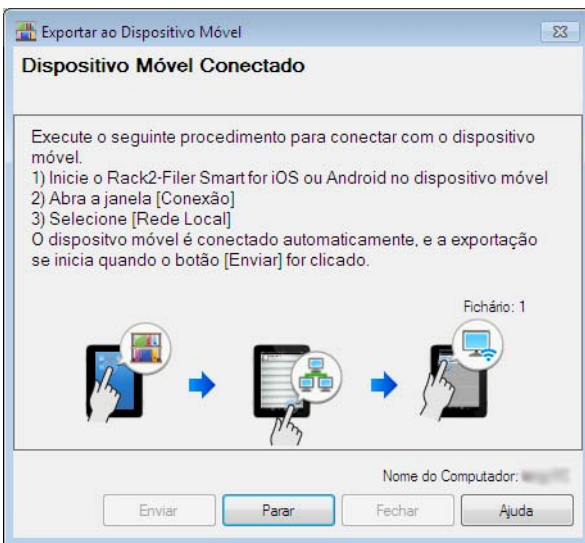 Exportar ao Dispositivo Móvel
Dispositivo Móvel Conectado
Execute o seguinte procedimento para conectar com o dispositivo
móvel.
1) Inicie o Rack2-Filer Smart for iOS ou Android no dispositivo móvel
2) Abra a janela [Conexão]
3) Selecione [Rede Local]
O dispositvo móvel é conectado automaticamente, e a exportação
se inicia quando o botão [Enviar] for clicado.
Fichário: 1
Nome do Computador:
Enviar Parar Fechar Ajuda